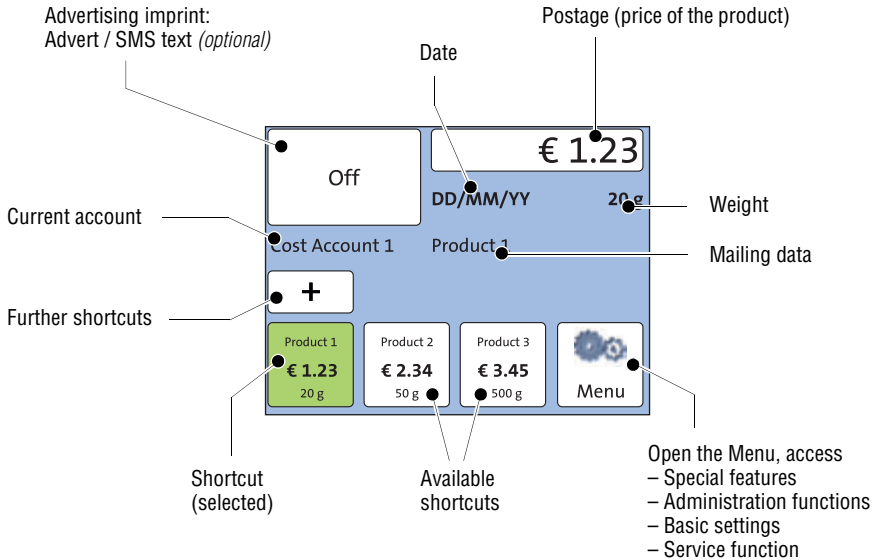 Advertising imprint:
Advert / SMS text (optional)
Postage (price of the product)
Date
Off
€ 1.23
DD/MM/YY
20 g
Weight
Current account
Cost Account 1
Product 1
Mailing data
+
Further shortcuts
Product 1
€ 1.23
20 g
Product 2
€ 2.34
50 g
Product 3
€ 3.45
500 g
Menu
Shortcut
(selected)
Available
shortcuts
Open the Menu, access
– Special features
– Administration functions
– Basic settings
– Service function